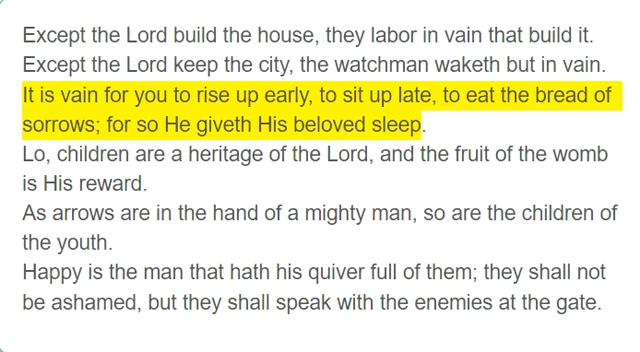 Except the Lord build the house, they labor in vain that build it.
Except the Lord keep the city, the watchman waketh but in vain.
It is vain for you to rise up early, to sit up late, to eat the bread of
sorrows; for so He giveth His beloved sleep.
Lo, children are a heritage of the Lord, and the fruit of the womb
is His reward.
As arrows are in the hand of a mighty man, so are the children of
the youth.
Happy is the man that hath his quiver full of them; they shall not
be ashamed, but they shall speak with the enemies at the gate.